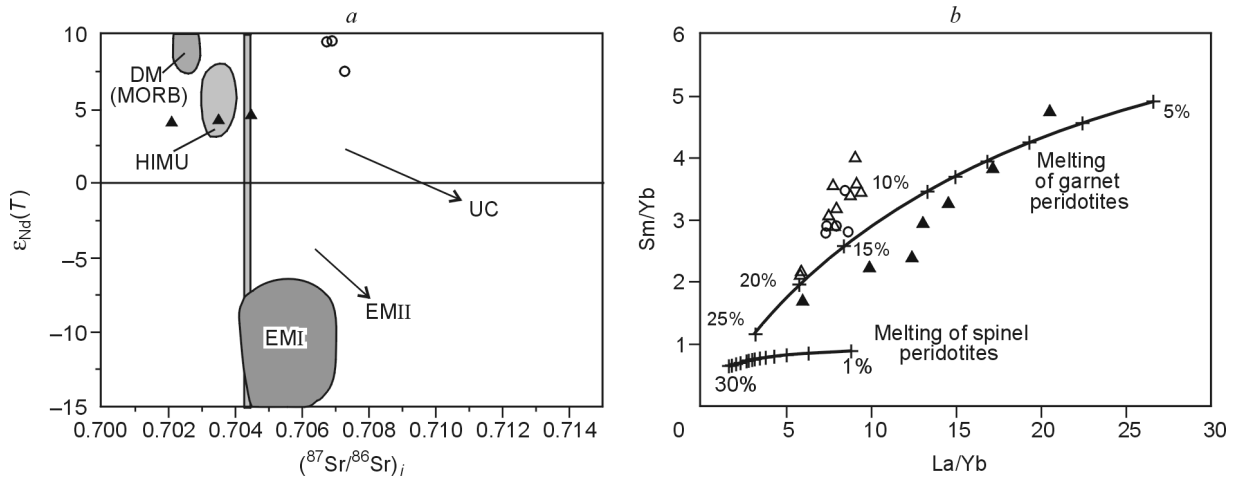 a
10
5
0
−5
−10
−15
εNd(T)
DM
(MORB)
HIMU
UC
EMII
EMI
0.700 0.702 0.704 0.706 0.708 0.710 0.712 0.714
(87Sr/86Sr)i
b
6
5
4
3
2
1
Sm/Yb
5%
10%
Melting
of garnet
peridotites
15%
20%
25%
Melting of spinel
peridotites
1%
30%
0 5 10 15 20 25 30
La/Yb